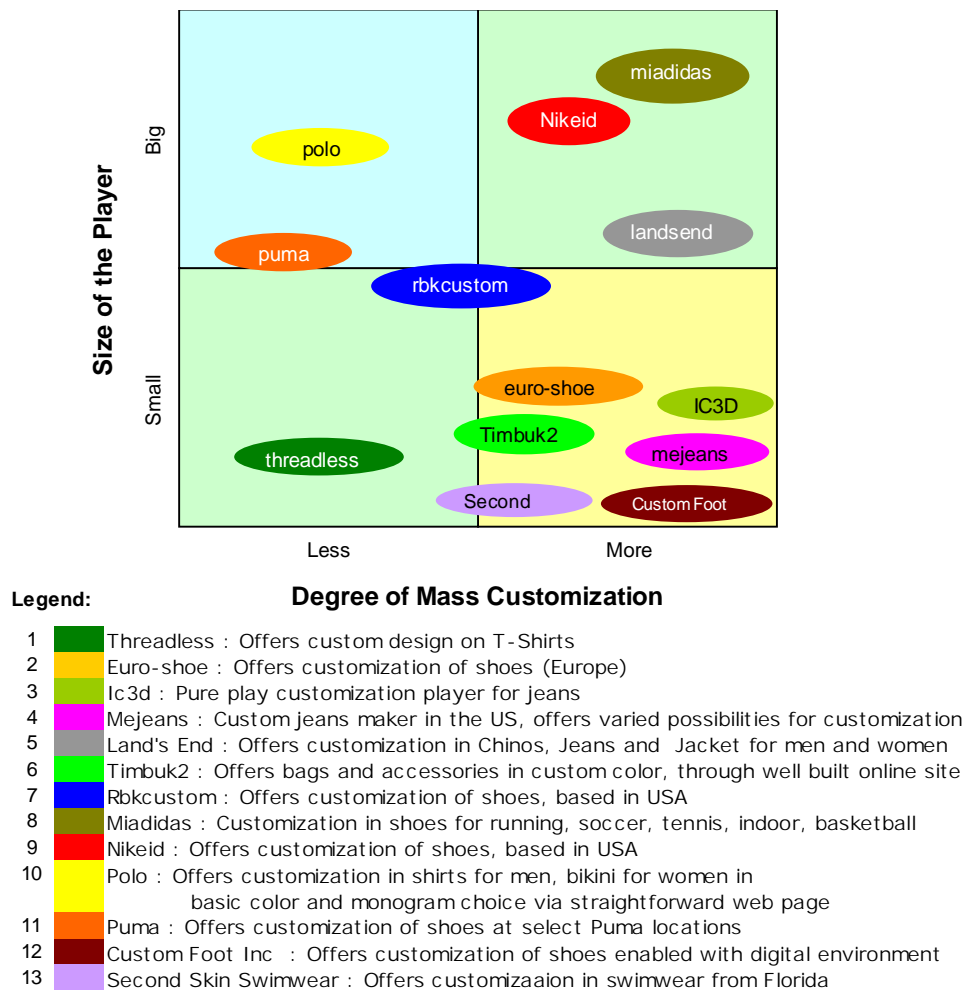 miadidas
Nikeid
polo
landsend
puma
rbkcustom
euro-shoe
IC3D
Timbuk2
mejeans
threadless
Second
Custom Foot
Big
Small
Size of the Player
Less More
Degree of Mass Customization
Legend:
1 Threadless : Offers custom design on T-Shirts
2 Euro-shoe : Offers customization of shoes (Europe)
3 Ic3d : Pure play customization player for jeans
4 Mejeans : Custom jeans maker in the US, offers varied possibilities for customization
5 Land's End : Offers customization in Chinos, Jeans and Jacket for men and women
6 Timbuk2 : Offers bags and accessories in custom color, through well built online site
7 Rbkcustom : Offers customization of shoes, based in USA
8 Miadidas : Customization in shoes for running, soccer, tennis, indoor, basketball
9 Nikeid : Offers customization of shoes, based in USA
10 Polo : Offers customization in shirts for men, bikini for women in
basic color and monogram choice via straightforward web page
11 Puma : Offers customization of shoes at select Puma locations
12 Custom Foot Inc : Offers customization of shoes enabled with digital environment
13 Second Skin Swimwear : Offers customizaaion in swimwear from Florida